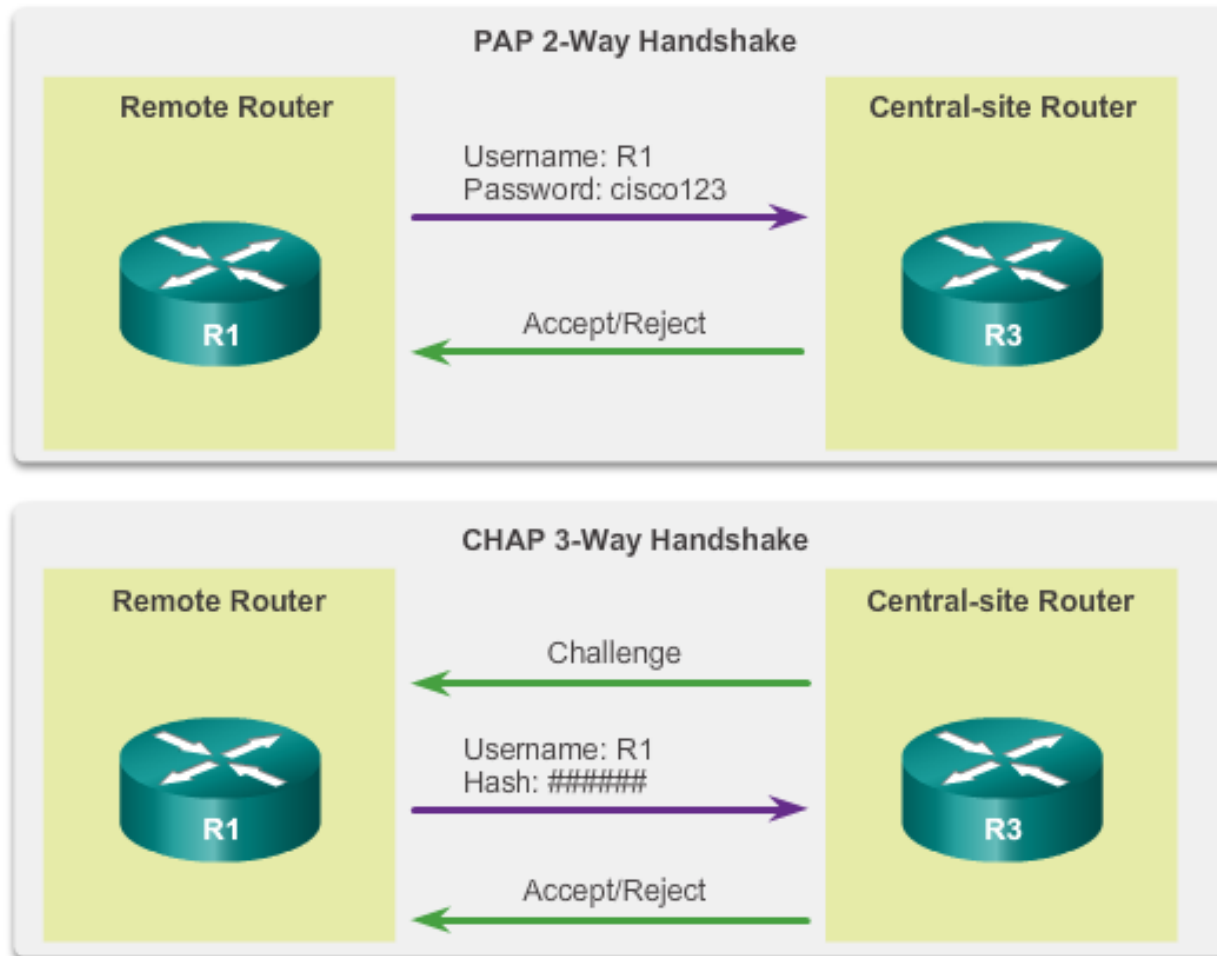 PAP 2-Way Handshake
Remote Router
Central-site Router
Username: R1
Password: cisco123
Accept/Reject
R1
R3
CHAP 3-Way Handshake
Remote Router
Central-site Router
Challenge
Username: R1
Hash: ######
R1
R3
Accept/Reject